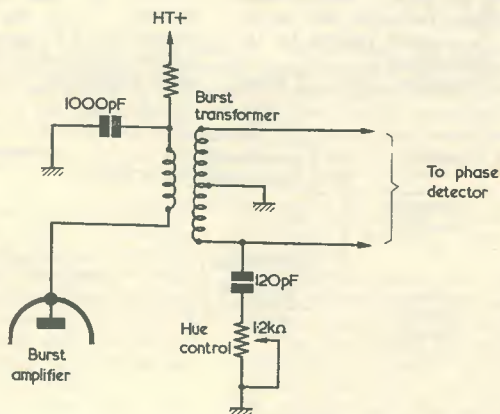 HT+
1000pF
Burst
transformer
To phase
detector
120pF
Hue
control
1·2kΩ
Burst
amplifier